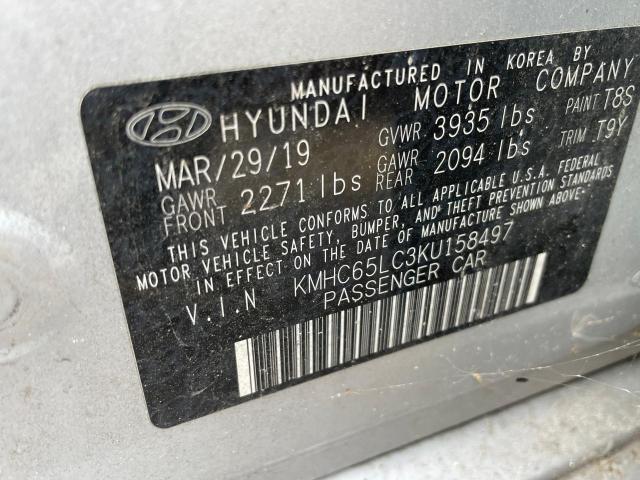 MANUFACTURED IN KOREA BY
HYUNDAI MOTOR COMPANY
MAR/29/19 GVWR 3935 lbs PAINT T8S
GAWR FRONT 2271 lbs GAWR REAR 2094 lbs TRIM T9Y
THIS VEHICLE CONFORMS TO ALL APPLICABLE U.S.A. FEDERAL
MOTOR VEHICLE SAFETY, BUMPER, AND THEFT PREVENTION STANDARDS
IN EFFECT ON THE DATE OF MANUFACTURE SHOWN ABOVE.
V.I.N KMHC65LC3KU158497
PASSENGER CAR